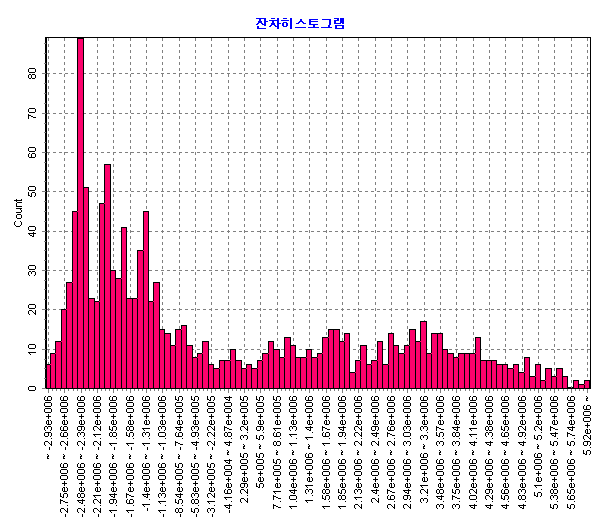 잔차히스토그램
Count
0
10
20
30
40
50
60
70
80
~ -2.93e+006
-2.75e+006 ~ -2.66e+006
-2.48e+006 ~ -2.39e+006
-2.21e+006 ~ -2.12e+006
-1.94e+006 ~ -1.85e+006
-1.67e+006 ~ -1.58e+006
-1.4e+006 ~ -1.31e+006
-1.13e+006 ~ -1.03e+006
-8.54e+005 ~ -7.64e+005
-5.83e+005 ~ -4.93e+005
-3.12e+005 ~ -2.22e+005
-4.16e+004 ~ 4.87e+004
2.29e+005 ~ 3.2e+005
5e+005 ~ 5.9e+005
7.71e+005 ~ 8.61e+005
1.04e+006 ~ 1.13e+006
1.31e+006 ~ 1.4e+006
1.58e+006 ~ 1.67e+006
1.85e+006 ~ 1.94e+006
2.13e+006 ~ 2.22e+006
2.4e+006 ~ 2.49e+006
2.67e+006 ~ 2.76e+006
2.94e+006 ~ 3.03e+006
3.21e+006 ~ 3.3e+006
3.48e+006 ~ 3.57e+006
3.75e+006 ~ 3.84e+006
4.02e+006 ~ 4.11e+006
4.29e+006 ~ 4.38e+006
4.56e+006 ~ 4.65e+006
4.83e+006 ~ 4.92e+006
5.1e+006 ~ 5.2e+006
5.38e+006 ~ 5.47e+006
5.65e+006 ~ 5.74e+006
5.92e+006 ~